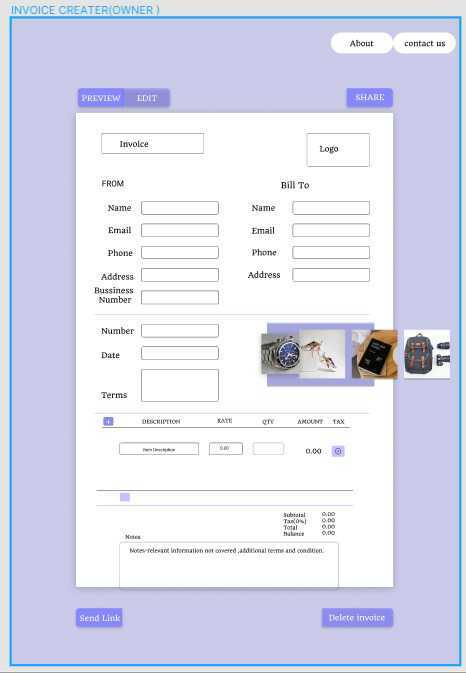 INVOICE CREATER(OWNER )
About
contact us
PREVIEW
EDIT
SHARE
Invoice
Logo
FROM
Bill To
Name
Name
Email
Email
Phone
Phone
Address
Address
Bussiness
Number
Number
Date
Terms
+ DESCRIPTION RATE QTY AMOUNT TAX
Item Description 0.00 0.00
Subtotal 0.00
Tax(0%) 0.00
Total 0.00
Balance 0.00
Notes
Notes-relevant information not covered ,additional terms and condition.
Send Link
Delete invoice